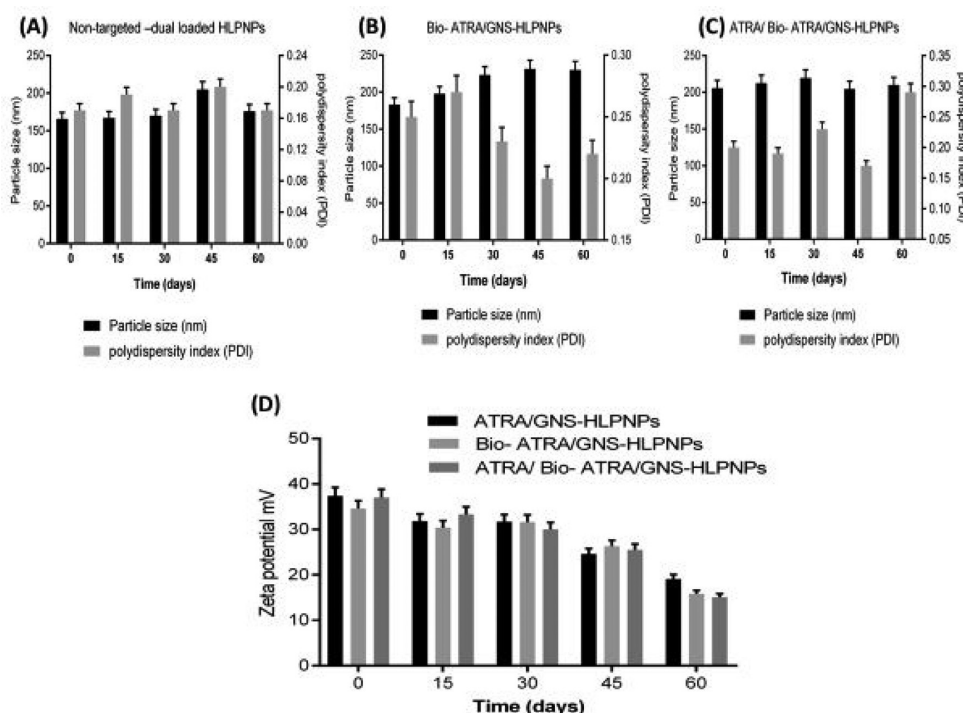 (A)
Non-targeted –dual loaded HLPNPs
250
200
150
100
50
0
Particle size (nm)
0.24
0.20
0.16
0.12
0.08
0.04
0.00
polydispersity index (PDI)
0 15 30 45 60
Time (days)
Particle size (nm)
polydispersity index (PDI)
(B)
Bio- ATRA/GNS-HLPNPs
250
200
150
100
50
0
Particle size (nm)
0.30
0.25
0.20
0.15
polydispersity index (PDI)
0 15 30 45 60
Time (days)
Particle size (nm)
polydispersity index (PDI)
(C)
ATRA/ Bio- ATRA/GNS-HLPNPs
250
200
150
100
50
0
Particle size (nm)
0.35
0.30
0.25
0.20
0.15
0.10
0.05
polydispersity index (PDI)
0 15 30 45 60
Time (days)
Particle size (nm)
polydispersity index (PDI)
(D)
ATRA/GNS-HLPNPs
Bio- ATRA/GNS-HLPNPs
ATRA/ Bio- ATRA/GNS-HLPNPs
50
40
30
20
10
0
Zeta potential mV
0 15 30 45 60
Time (days)